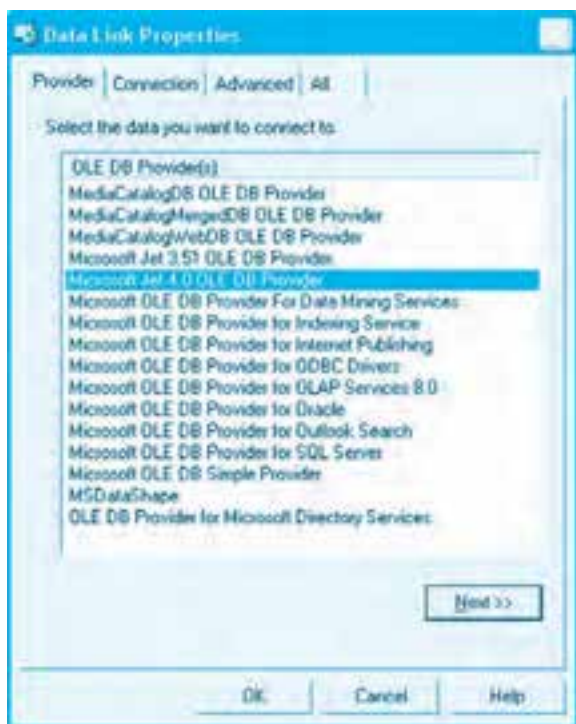 Data Link Properties
Provider Connection Advanced All
Select the data you want to connect to:
OLE DB Provider(s)
MediaCatalogDB OLE DB Provider
MediaCatalogMergedDB OLE DB Provider
MediaCatalogWebDB OLE DB Provider
Microsoft Jet 3.51 OLE DB Provider
Microsoft Jet 4.0 OLE DB Provider
Microsoft OLE DB Provider For Data Mining Services
Microsoft OLE DB Provider for Indexing Service
Microsoft OLE DB Provider for Internet Publishing
Microsoft OLE DB Provider for ODBC Drivers
Microsoft OLE DB Provider for OLAP Services 8.0
Microsoft OLE DB Provider for Oracle
Microsoft OLE DB Provider for Outlook Search
Microsoft OLE DB Provider for SQL Server
Microsoft OLE DB Simple Provider
MSDataShape
OLE DB Provider for Microsoft Directory Services
Next >>
OK Cancel Help